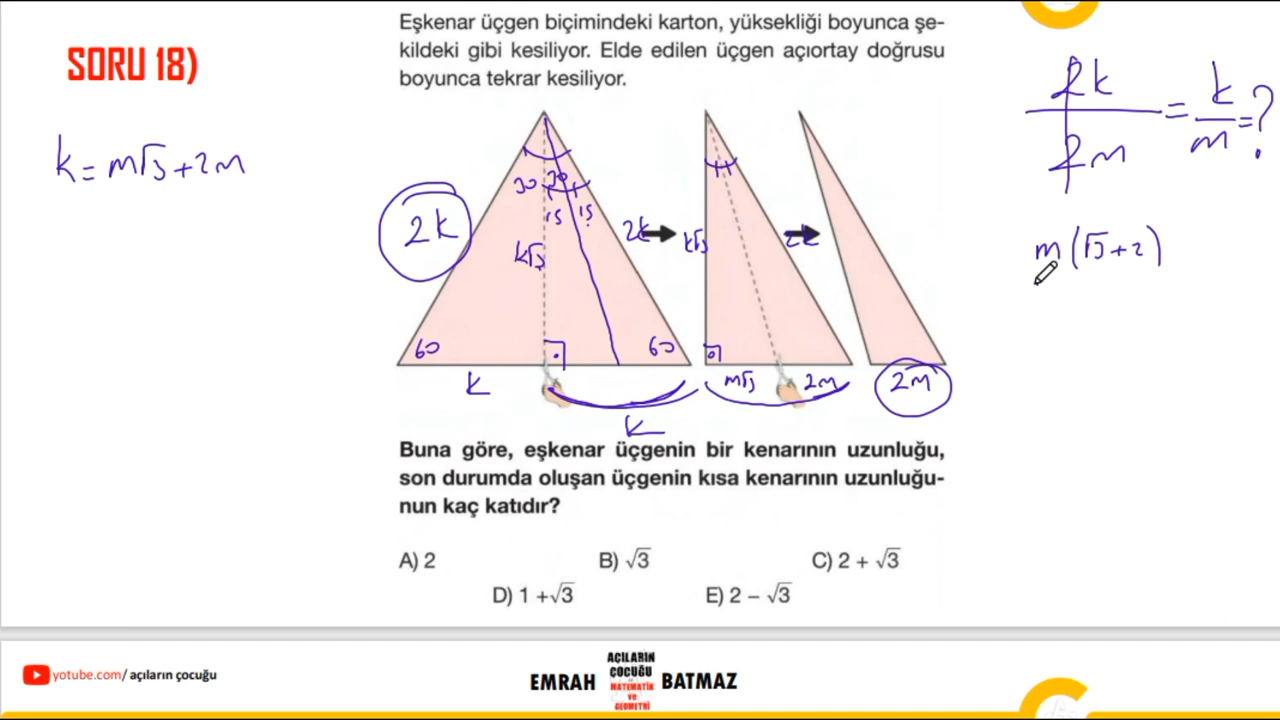 SORU 18)
Eşkenar üçgen biçimindeki karton, yüksekliği boyunca şe-
kildeki gibi kesiliyor. Elde edilen üçgen açıortay doğrusu
boyunca tekrar kesiliyor.
k = m√3 + 2m
2k / 2m = k / m = ?
m(√3 + 2)
30 30
15 15
2k
k√3
2k
k√3
2k
60
60
k
k
m√3
2m
2m
Buna göre, eşkenar üçgenin bir kenarının uzunluğu,
son durumda oluşan üçgenin kısa kenarının uzunluğu-
nun kaç katıdır?
A) 2
B) √3
C) 2 + √3
D) 1 +√3
E) 2 − √3
yotube.com/ açıların çocuğu
EMRAH
AÇILARIN
ÇOCUĞU
MATEMATİK
ve
GEOMETRİ
BATMAZ